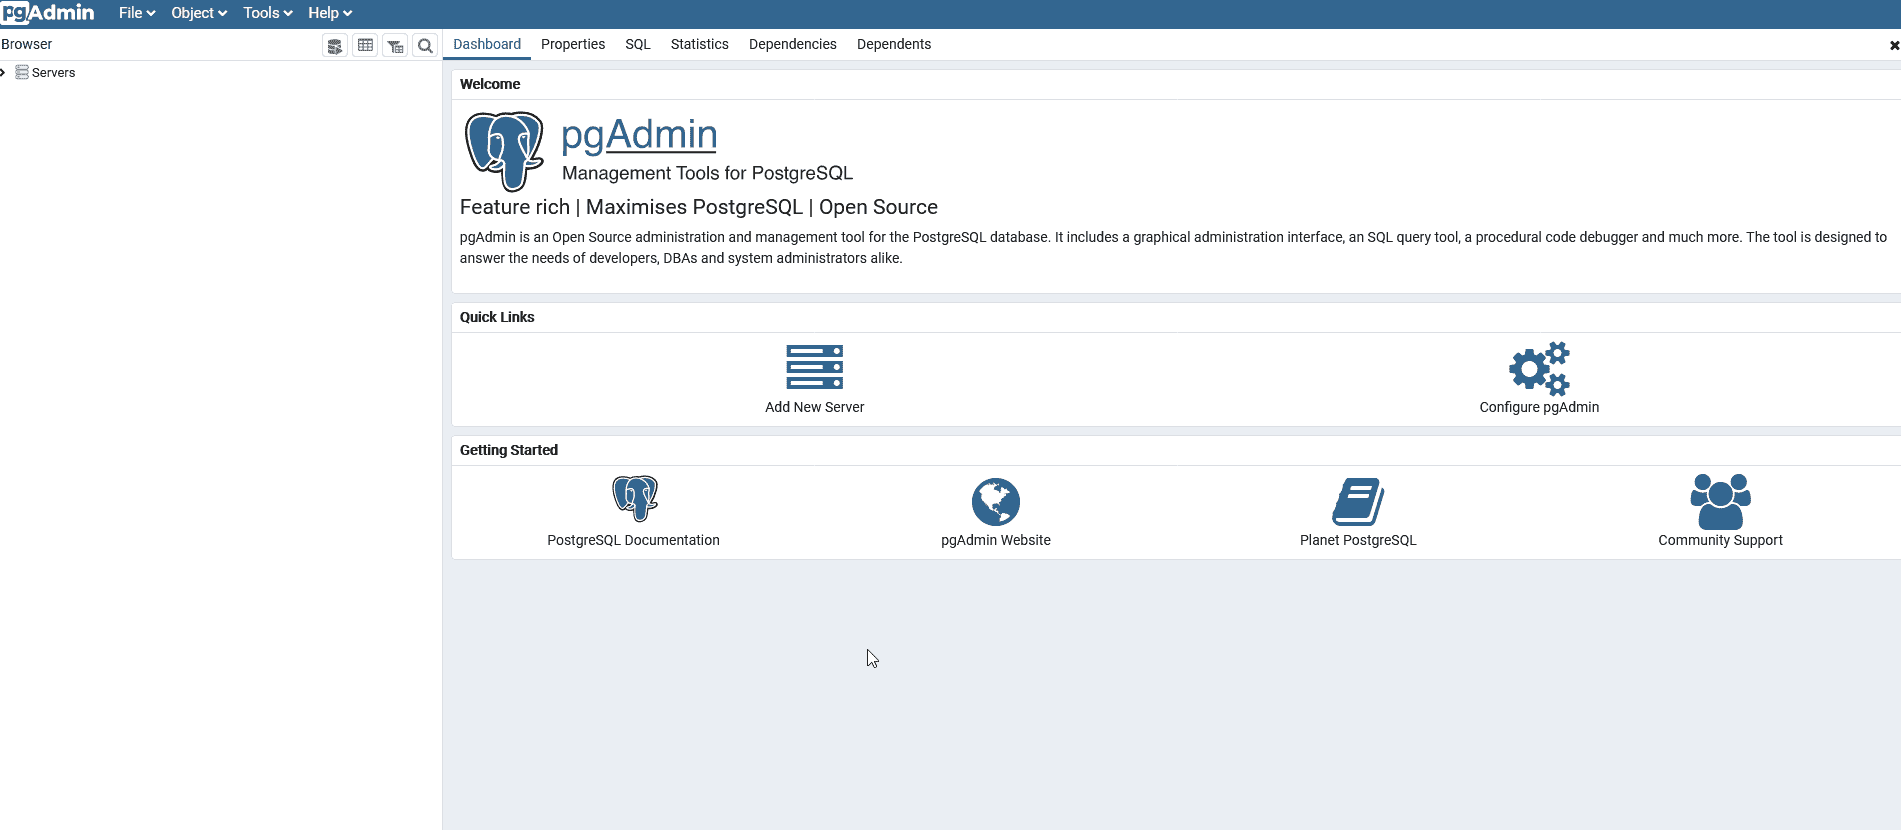 pgAdmin File Object Tools Help
Browser
Dashboard Properties SQL Statistics Dependencies Dependents
Servers
Welcome
pgAdmin
Management Tools for PostgreSQL
Feature rich | Maximises PostgreSQL | Open Source
pgAdmin is an Open Source administration and management tool for the PostgreSQL database. It includes a graphical administration interface, an SQL query tool, a procedural code debugger and much more. The tool is designed to
answer the needs of developers, DBAs and system administrators alike.
Quick Links
Add New Server
Configure pgAdmin
Getting Started
PostgreSQL Documentation
pgAdmin Website
Planet PostgreSQL
Community Support